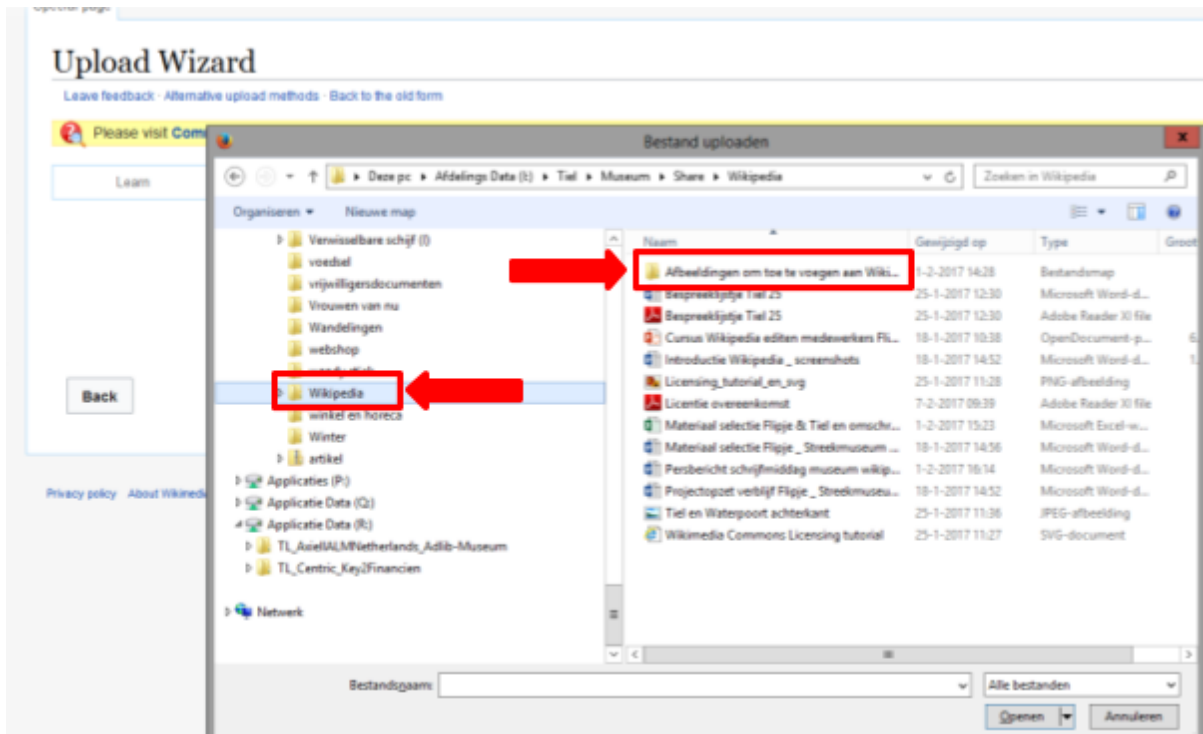 Special page
Upload Wizard
Leave feedback · Alternative upload methods · Back to the old form
Please visit Com
Learn
Back
Privacy policy About Wikimedi
Bestand uploaden
Deze pc Afdelings Data (I:) Tiel Museum Share Wikipedia
Zoeken in Wikipedia
Organiseren Nieuwe map
Verwisselbare schijf (I)
voedsel
vrijwilligersdocumenten
Vrouwen van nu
Wandelingen
webshop
Wikipedia
winkel en horeca
Winter
artikel
Applicaties (P:)
Applicatie Data (Q:)
Applicatie Data (R:)
TL_AxiellALMNetherlands_Adlib-Museum
TL_Centric_Key2Financien
Netwerk
Naam Gewijzigd op Type Groot
Afbeeldingen om toe te voegen aan Wiki... 1-2-2017 14:28 Bestandsmap
Bespreeklijstje Tiel 25 25-1-2017 12:30 Microsoft Word-d...
Bespreeklijstje Tiel 25 25-1-2017 12:30 Adobe Reader XI file
Cursus Wikipedia editen medewerkers Fli... 18-1-2017 10:38 OpenDocument-p... 6.
Introductie Wikipedia _ screenshots 18-1-2017 14:52 Microsoft Word-d... 1.
Licensing_tutorial_en_svg 25-1-2017 11:28 PNG-afbeelding
Licentie overeenkomst 7-2-2017 09:39 Adobe Reader XI file
Materiaal selectie Flipje & Tiel en omschr... 1-2-2017 15:23 Microsoft Excel-w...
Materiaal selectie Flipje _ Streekmuseum ... 18-1-2017 14:56 Microsoft Word-d...
Persbericht schrijfmiddag museum wikip... 1-2-2017 16:14 Microsoft Word-d...
Projectopzet verblijf Flipje _ Streekmuseu... 18-1-2017 14:52 Microsoft Word-d...
Tiel en Waterpoort achterkant 25-1-2017 11:36 JPEG-afbeelding
Wikimedia Commons Licensing tutorial 25-1-2017 11:27 SVG-document
Bestandsnaam: Alle bestanden
Openen Annuleren